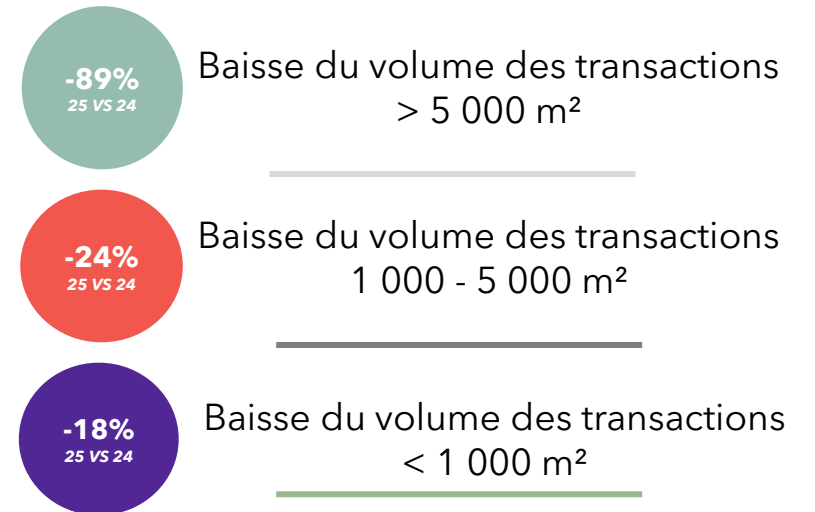 -89%
25 VS 24
Baisse du volume des transactions
> 5 000 m²
-24%
25 VS 24
Baisse du volume des transactions
1 000 - 5 000 m²
-18%
25 VS 24
Baisse du volume des transactions
< 1 000 m²